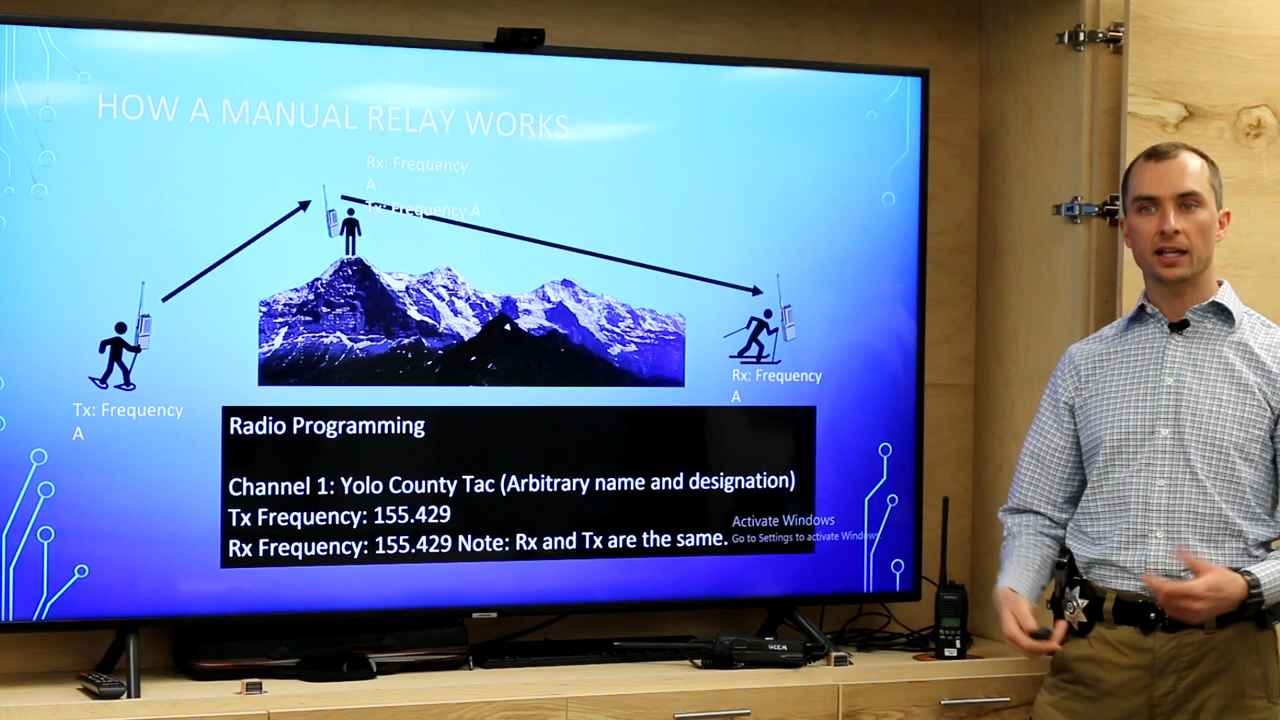 HOW A MANUAL RELAY WORKS
Rx: Frequency
A
Tx: Frequency A
Rx: Frequency
A
Tx: Frequency
A
Radio Programming
Channel 1: Yolo County Tac (Arbitrary name and designation)
Tx Frequency: 155.429
Rx Frequency: 155.429 Note: Rx and Tx are the same.
Activate Windows
Go to Settings to activate Windows
UCEM